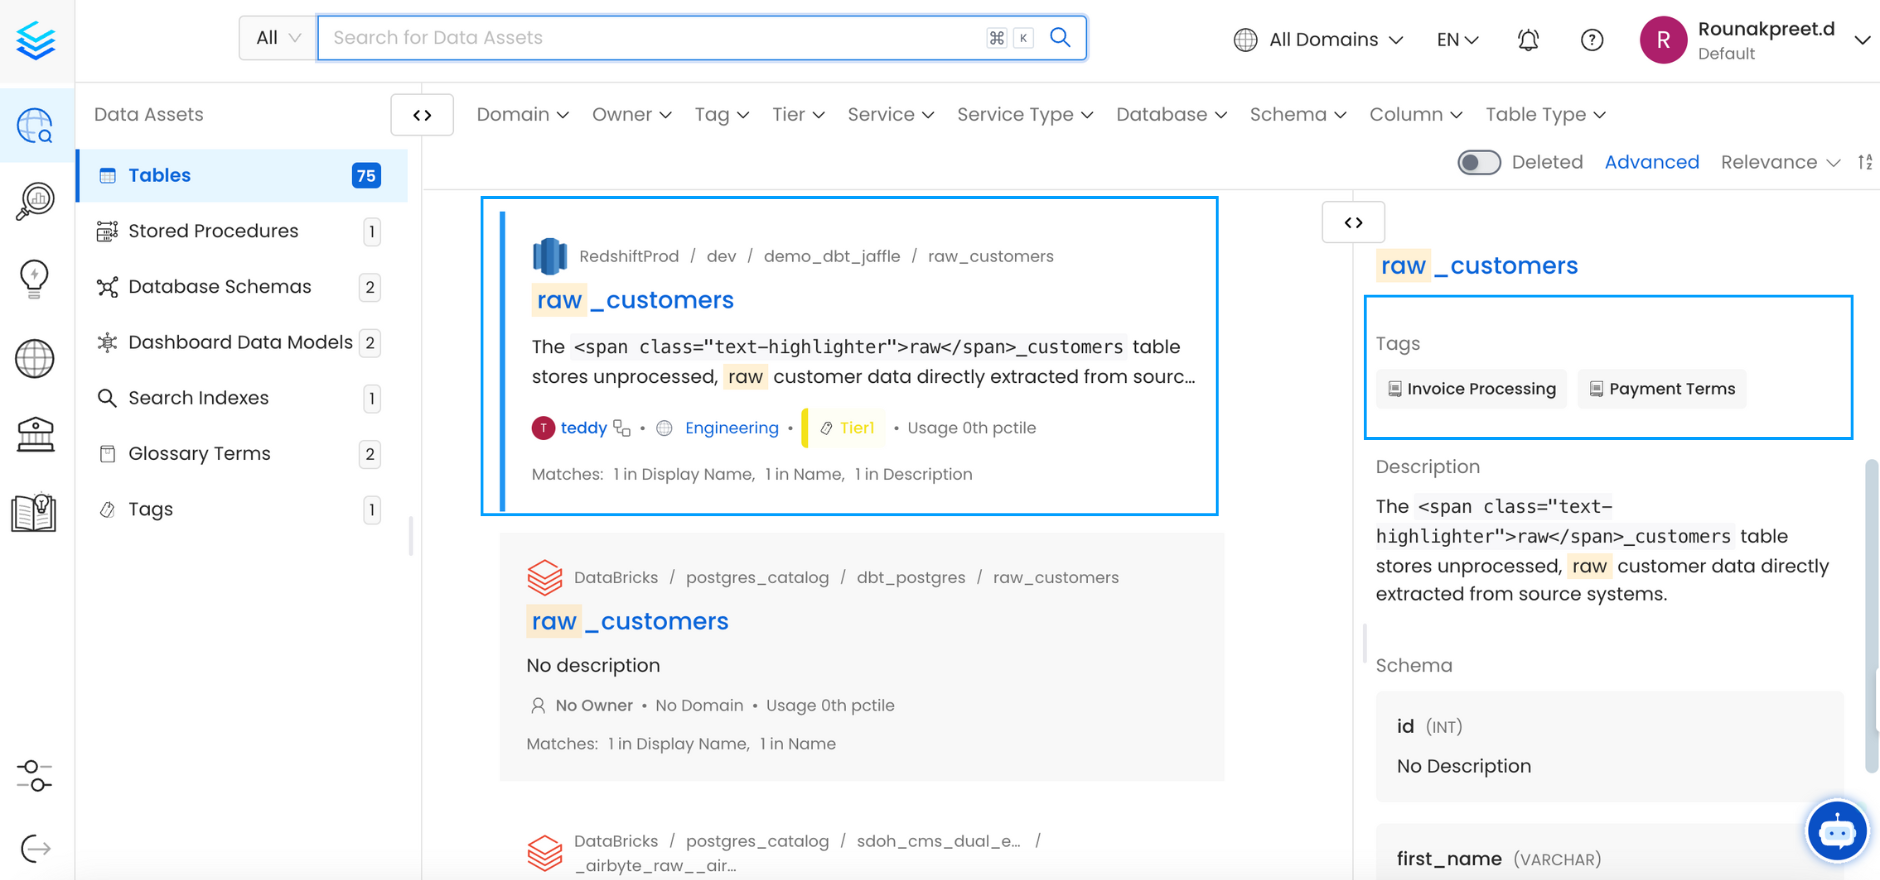 All
Search for Data Assets
⌘ K
All Domains
EN
R
Rounakpreet.d
Default
Data Assets
Tables 75
Stored Procedures 1
Database Schemas 2
Dashboard Data Models 2
Search Indexes 1
Glossary Terms 2
Tags 1
Domain Owner Tag Tier Service Service Type Database Schema Column Table Type
Deleted Advanced Relevance
RedshiftProd / dev / demo_dbt_jaffle / raw_customers
raw_customers
The <span class="text-highlighter">raw</span>_customers table
stores unprocessed, raw customer data directly extracted from sourc...
T teddy • Engineering • Tier1 • Usage 0th pctile
Matches: 1 in Display Name, 1 in Name, 1 in Description
DataBricks / postgres_catalog / dbt_postgres / raw_customers
raw_customers
No description
No Owner • No Domain • Usage 0th pctile
Matches: 1 in Display Name, 1 in Name
DataBricks / postgres_catalog / sdoh_cms_dual_e... /
_airbyte_raw__air...
raw_customers
Tags
Invoice Processing Payment Terms
Description
The <span class="text-
highlighter">raw</span>_customers table
stores unprocessed, raw customer data directly
extracted from source systems.
Schema
id (INT)
No Description
first_name (VARCHAR)